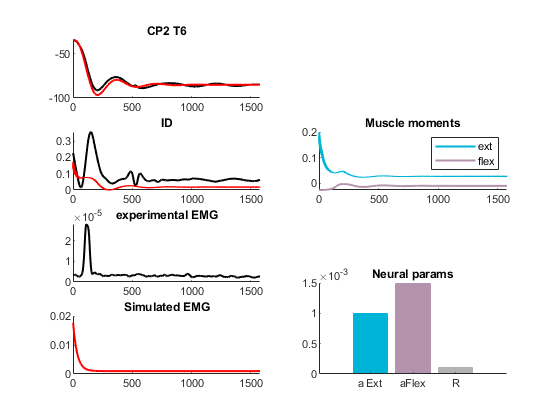 CP2 T6
-50
-100
0 500 1000 1500
ID
0.3
0.2
0.1
0
0 500 1000 1500
Muscle moments
0.2
0.1
0
ext
flex
0 500 1000 1500
×10⁻⁵
experimental EMG
2
1
0
0 500 1000 1500
Simulated EMG
0.02
0.01
0
0 500 1000 1500
×10⁻³
Neural params
1.5
1
0.5
0
a Ext aFlex R